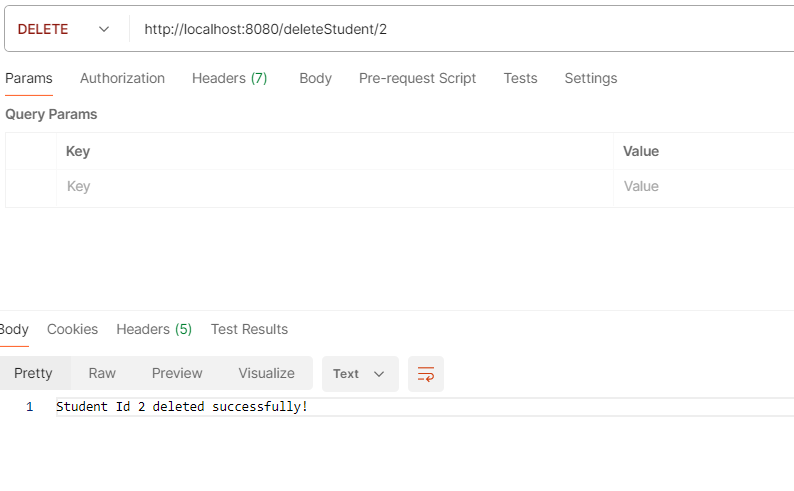 DELETE http://localhost:8080/deleteStudent/2
Params Authorization Headers (7) Body Pre-request Script Tests Settings
Query Params
Key Value
Key Value
Body Cookies Headers (5) Test Results
Pretty Raw Preview Visualize Text
1 Student Id 2 deleted successfully!